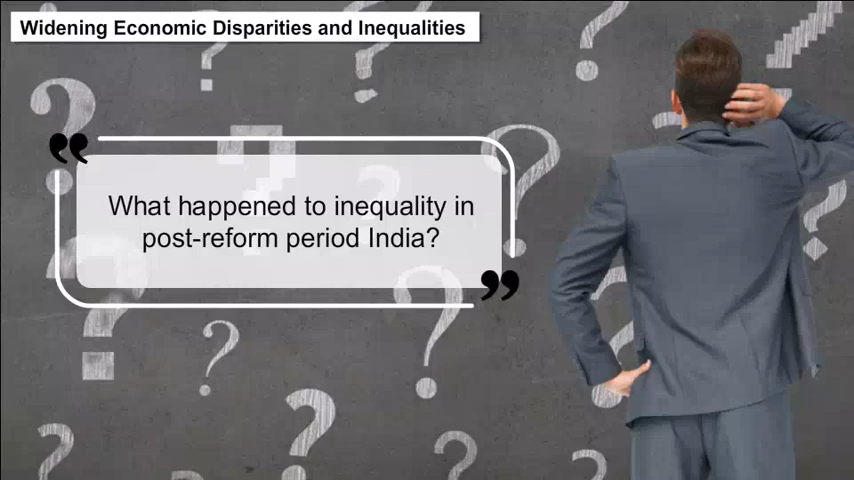 Widening Economic Disparities and Inequalities
What happened to inequality in
post-reform period India?